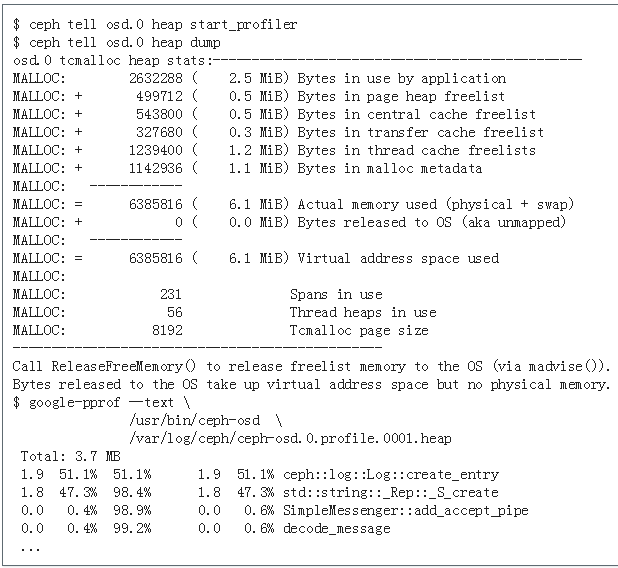 $ ceph tell osd.0 heap start_profiler
$ ceph tell osd.0 heap dump
osd.0 tcmalloc heap stats:------------------------------------------------
MALLOC:        2632288 (    2.5 MiB) Bytes in use by application
MALLOC: +       499712 (    0.5 MiB) Bytes in page heap freelist
MALLOC: +       543800 (    0.5 MiB) Bytes in central cache freelist
MALLOC: +       327680 (    0.3 MiB) Bytes in transfer cache freelist
MALLOC: +      1239400 (    1.2 MiB) Bytes in thread cache freelists
MALLOC: +      1142936 (    1.1 MiB) Bytes in malloc metadata
MALLOC:   ------------
MALLOC: =      6385816 (    6.1 MiB) Actual memory used (physical + swap)
MALLOC: +            0 (    0.0 MiB) Bytes released to OS (aka unmapped)
MALLOC:   ------------
MALLOC: =      6385816 (    6.1 MiB) Virtual address space used
MALLOC:
MALLOC:            231              Spans in use
MALLOC:             56              Thread heaps in use
MALLOC:           8192              Tcmalloc page size
------------------------------------------------
Call ReleaseFreeMemory() to release freelist memory to the OS (via madvise()).
Bytes released to the OS take up virtual address space but no physical memory.
$ google-pprof --text \
               /usr/bin/ceph-osd  \
               /var/log/ceph/ceph-osd.0.profile.0001.heap
 Total: 3.7 MB
 1.9  51.1%  51.1%      1.9  51.1% ceph::log::Log::create_entry
 1.8  47.3%  98.4%      1.8  47.3% std::string::_Rep::_S_create
 0.0   0.4%  98.9%      0.0   0.6% SimpleMessenger::add_accept_pipe
 0.0   0.4%  99.2%      0.0   0.6% decode_message
 ...